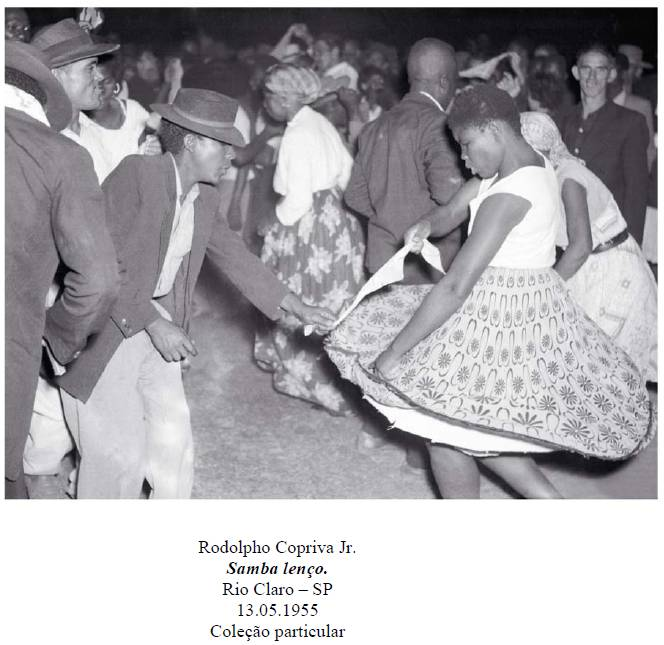 Rodolpho Copriva Jr.
Samba lenço.
Rio Claro – SP
13.05.1955
Coleção particular